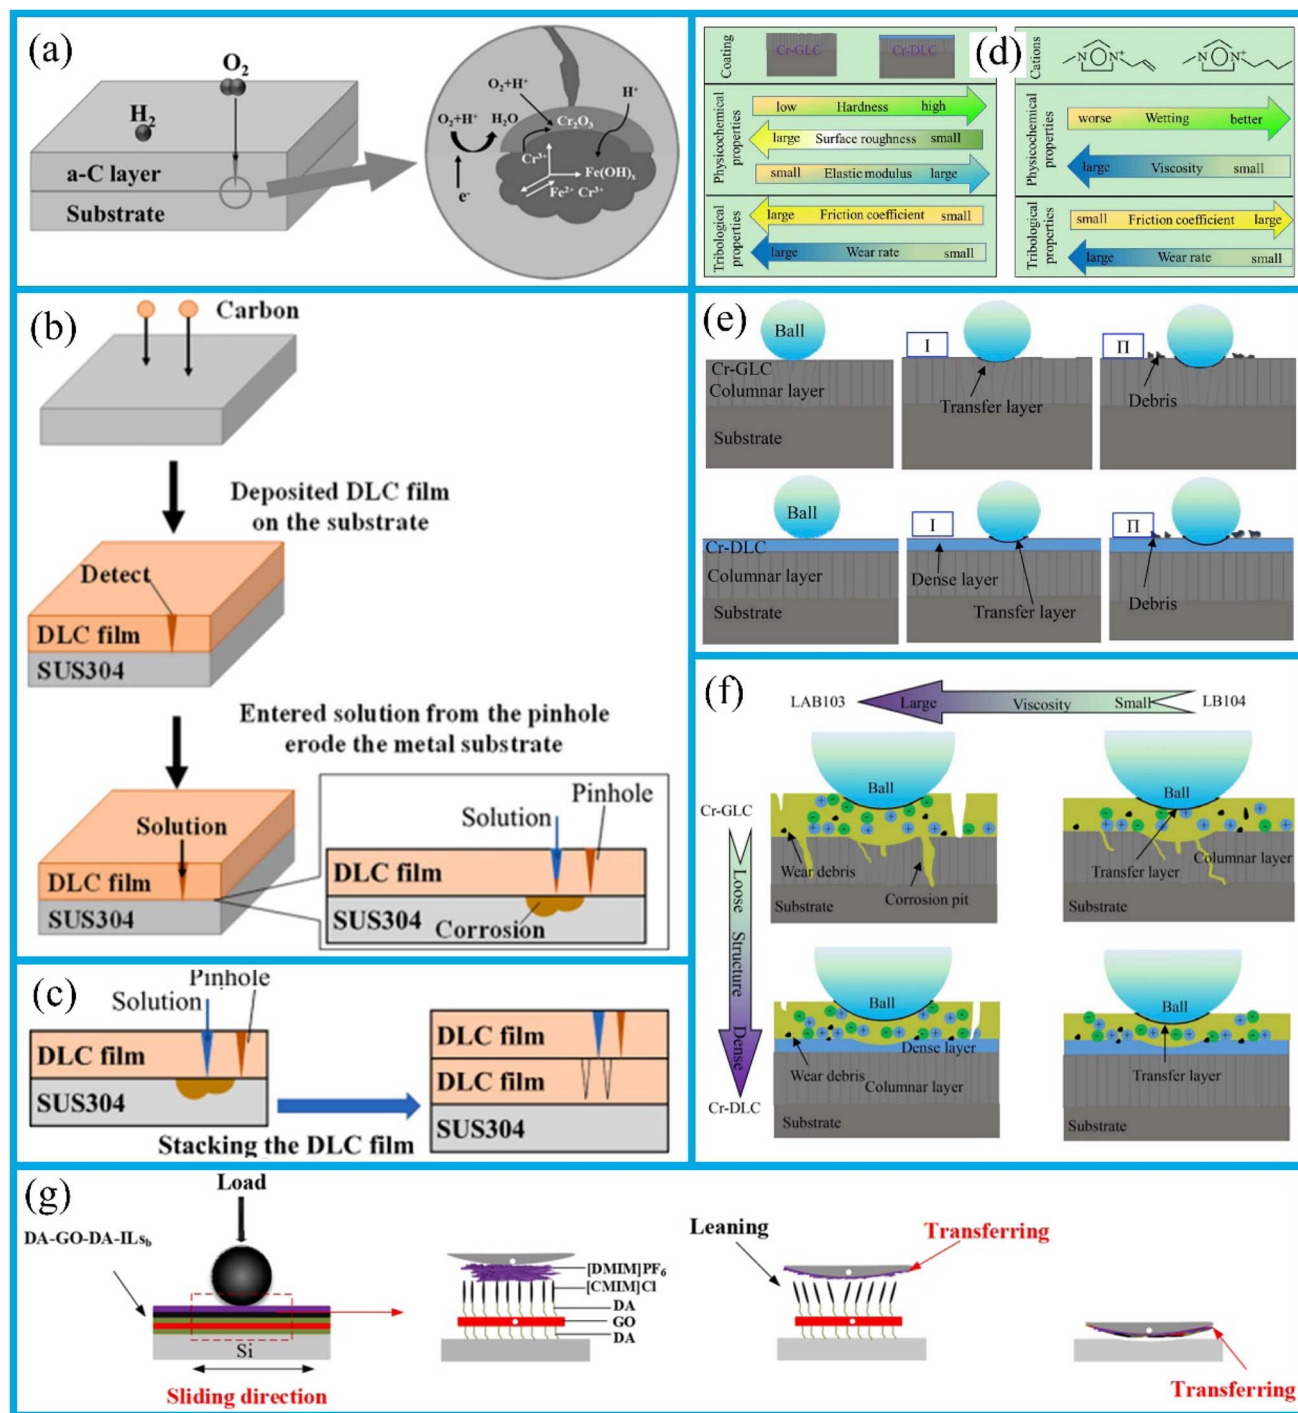 (a)
O2
H2
a-C layer
Substrate
O2+H+
H+
O2+H+
H2O
Cr2O3
Cr3+
Fe(OH)x
e-
Fe2+ Cr3+
(b)
Carbon
Deposited DLC film
on the substrate
Detect
DLC film
SUS304
Entered solution from the pinhole
erode the metal substrate
Solution
DLC film
SUS304
Pinhole
Solution
DLC film
SUS304
Corrosion
(c)
Pinhole
Solution
DLC film
SUS304
Stacking the DLC film
DLC film
DLC film
SUS304
(d)
Coating
Cr-GLC
Cr-DLC
Physicochemical
properties
low Hardness high
large Surface roughness small
small Elastic modulus large
Tribological
properties
large Friction coefficient small
large Wear rate small
Cations
N N+
N N+
Physicochemical
properties
worse Wetting better
large Viscosity small
Tribological
properties
small Friction coefficient large
large Wear rate small
(e)
Ball
Cr-GLC
Columnar layer
Substrate
I
Transfer layer
Π
Debris
Ball
Cr-DLC
Columnar layer
Substrate
I
Dense layer
Transfer layer
Π
Debris
(f)
LAB103
Large Viscosity Small
LB104
Cr-GLC
Loose Structure Dense
Cr-DLC
Ball
Wear debris
Corrosion pit
Substrate
Ball
Transfer layer
Columnar layer
Substrate
Ball
Dense layer
Wear debris
Columnar layer
Substrate
Ball
Transfer layer
Substrate
(g)
Load
DA-GO-DA-ILsb
Si
Sliding direction
[DMIM]PF6
[CMIM]Cl
DA
GO
DA
Leaning
Transferring
Transferring